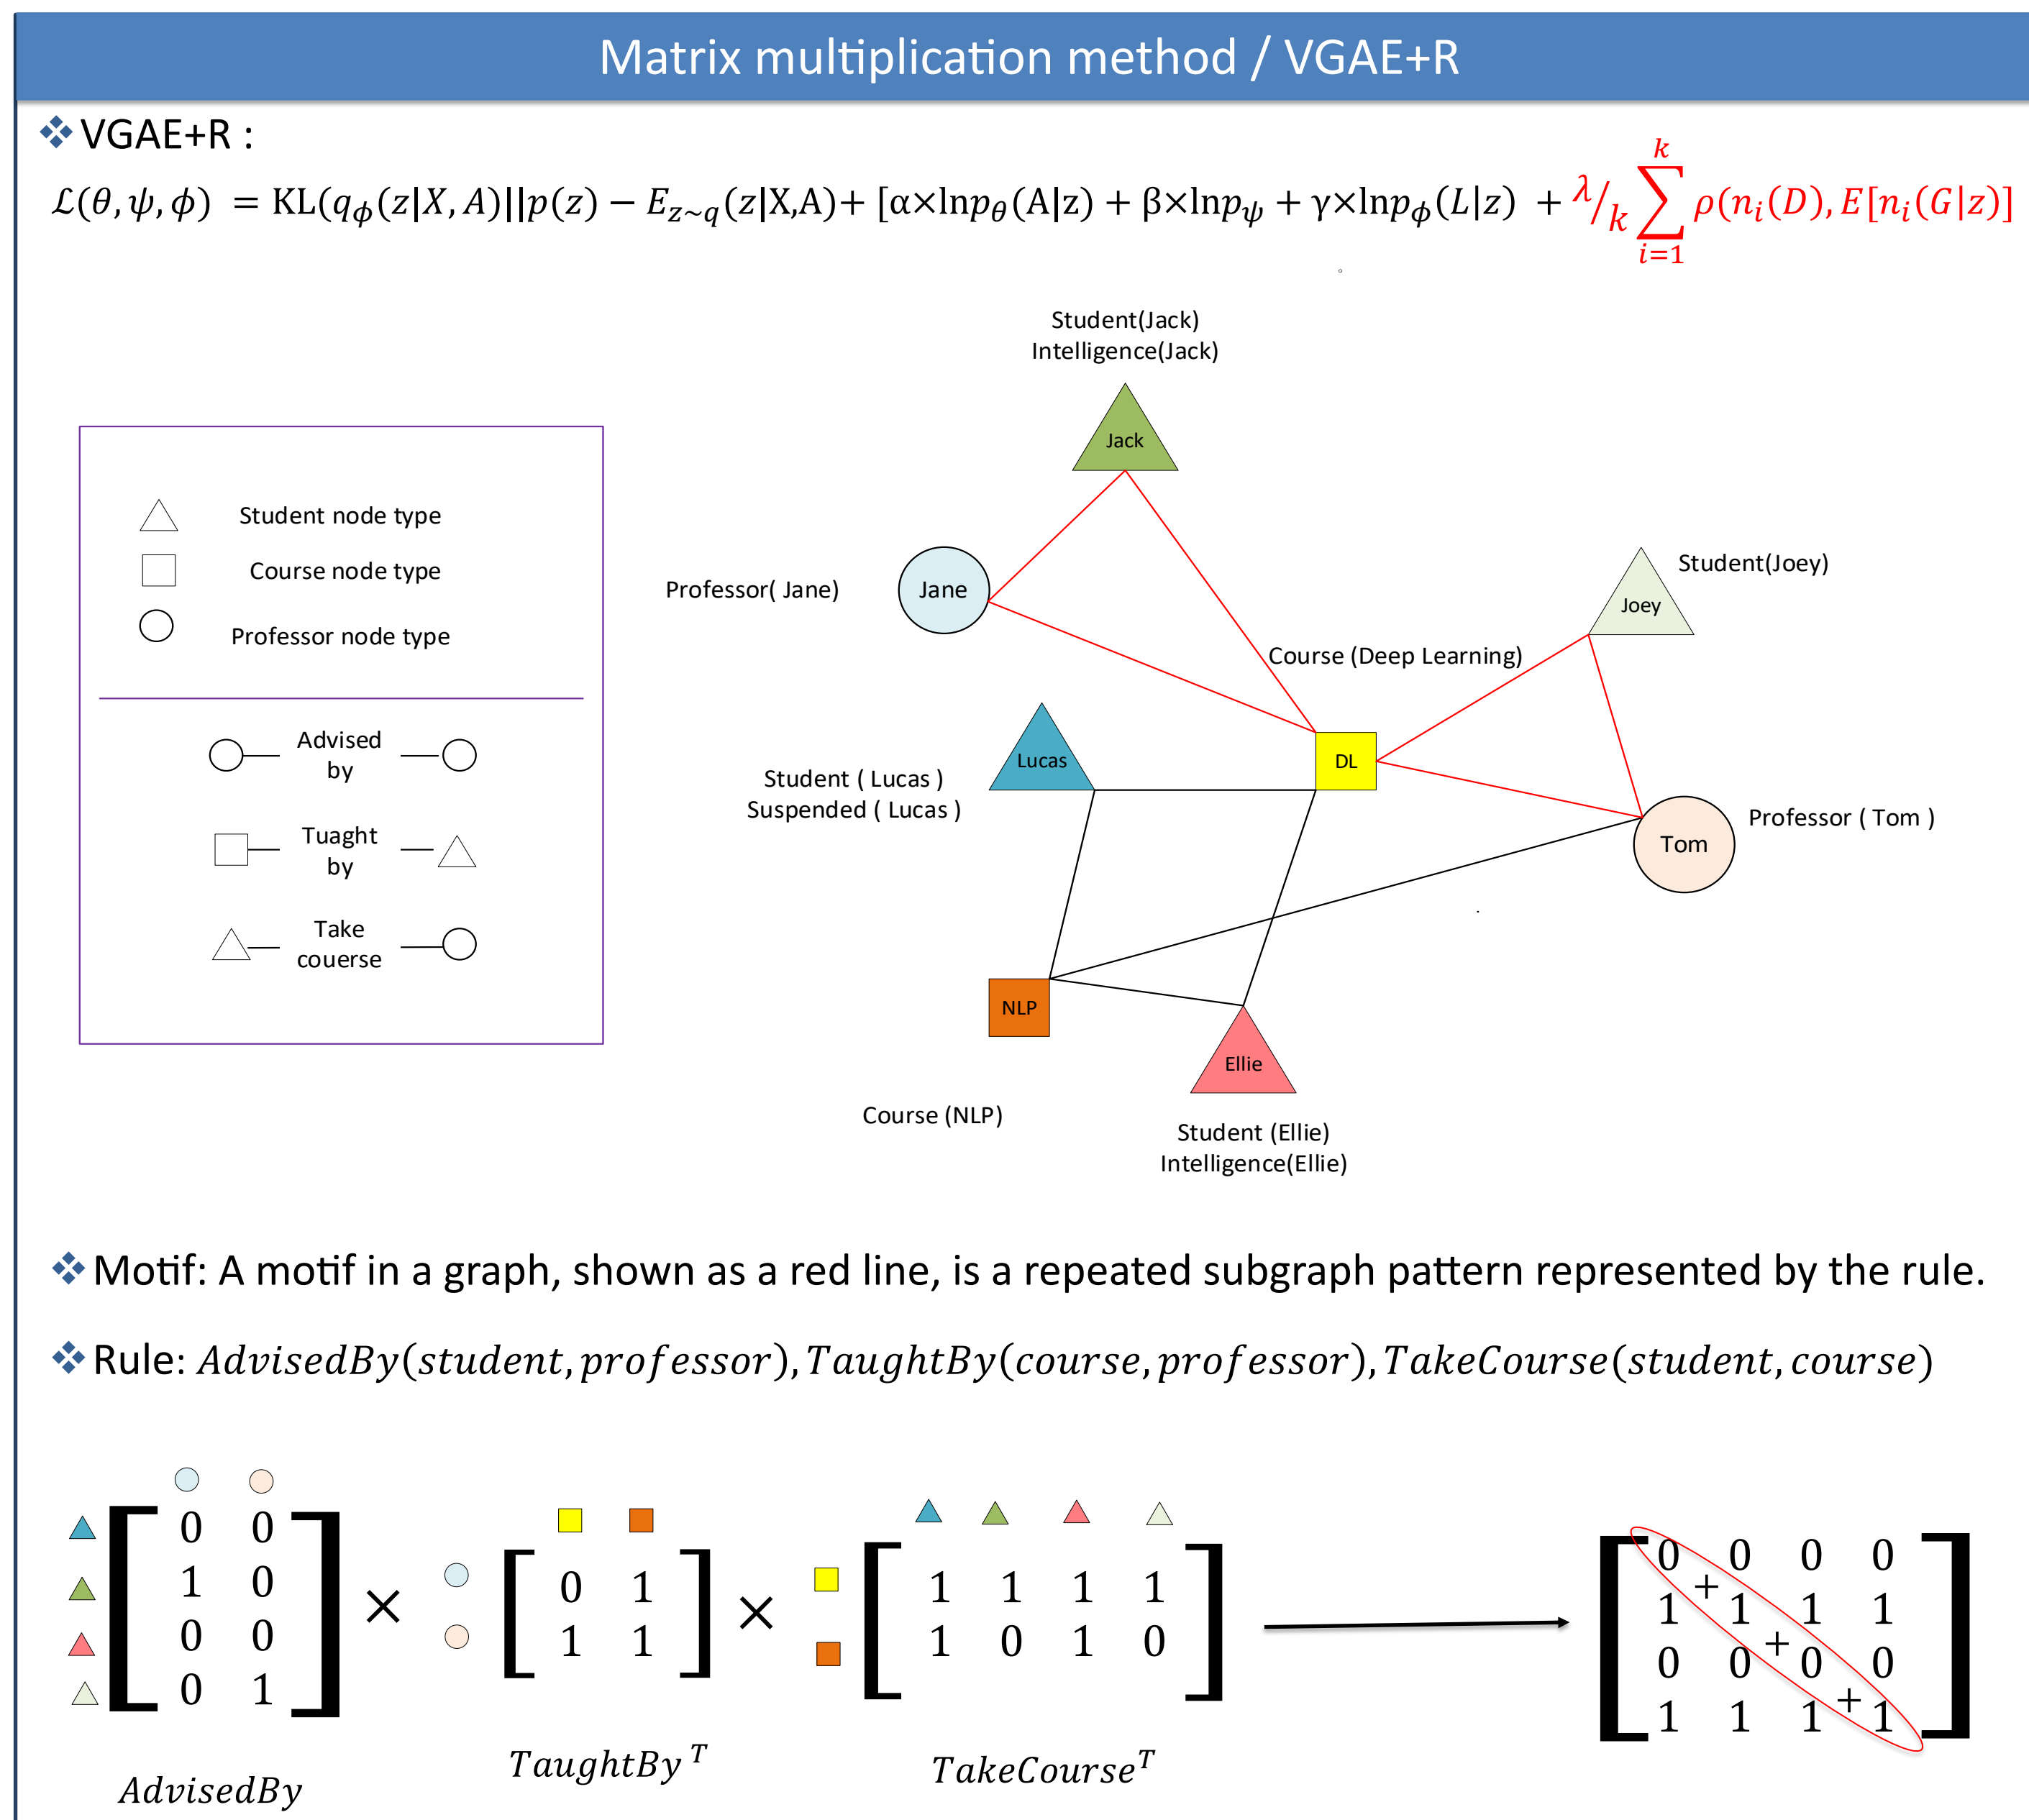 Matrix multiplication method / VGAE+R
❖ VGAE+R :
ℒ(θ, ψ, ϕ) = KL(q_ϕ(z|X, A)||p(z) − E_{z~q}(z|X,A)+ [α×lnp_θ(A|z) + β×lnp_ψ + γ×lnp_ϕ(L|z) + λ/k ∑_{i=1}^{k} ρ(n_i(D), E[n_i(G|z)]
Student(Jack)
Intelligence(Jack)
Jack
Student node type
Course node type
Professor node type
Advised
by
Tuaght
by
Take
couerse
Professor( Jane)
Jane
Student(Joey)
Joey
Course (Deep Learning)
Lucas
DL
Student ( Lucas )
Suspended ( Lucas )
Professor ( Tom )
Tom
NLP
Ellie
Course (NLP)
Student (Ellie)
Intelligence(Ellie)
❖ Motif: A motif in a graph, shown as a red line, is a repeated subgraph pattern represented by the rule.
❖ Rule: AdvisedBy(student, professor), TaughtBy(course, professor), TakeCourse(student, course)
0 0
1 0
0 0
0 1
AdvisedBy
×
0 1
1 1
TaughtBy^T
×
1 1 1 1
1 0 1 0
TakeCourse^T
0 0 0 0
+
1 1 1 1
+
0 0 0 0
+
1 1 1 1